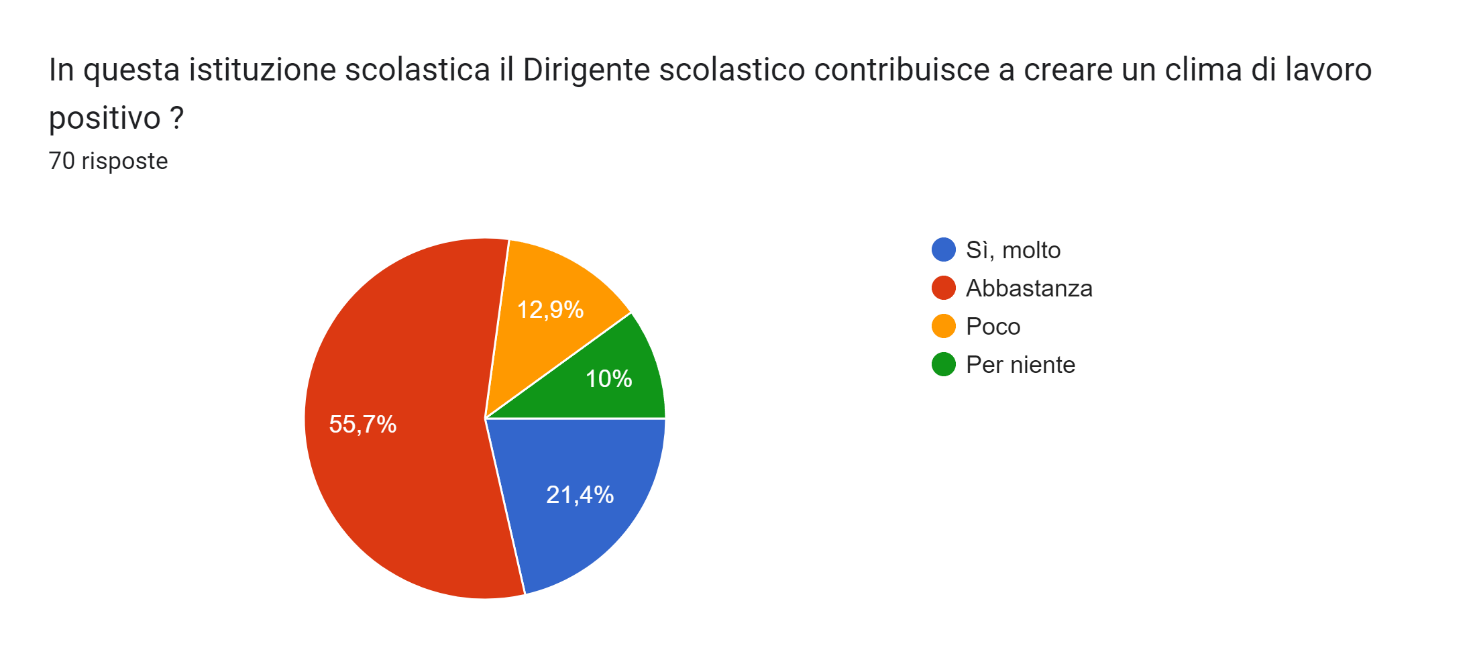 In questa istituzione scolastica il Dirigente scolastico contribuisce a creare un clima di lavoro
positivo ?
70 risposte
Sì, molto
Abbastanza
Poco
Per niente
12,9%
10%
55,7%
21,4%